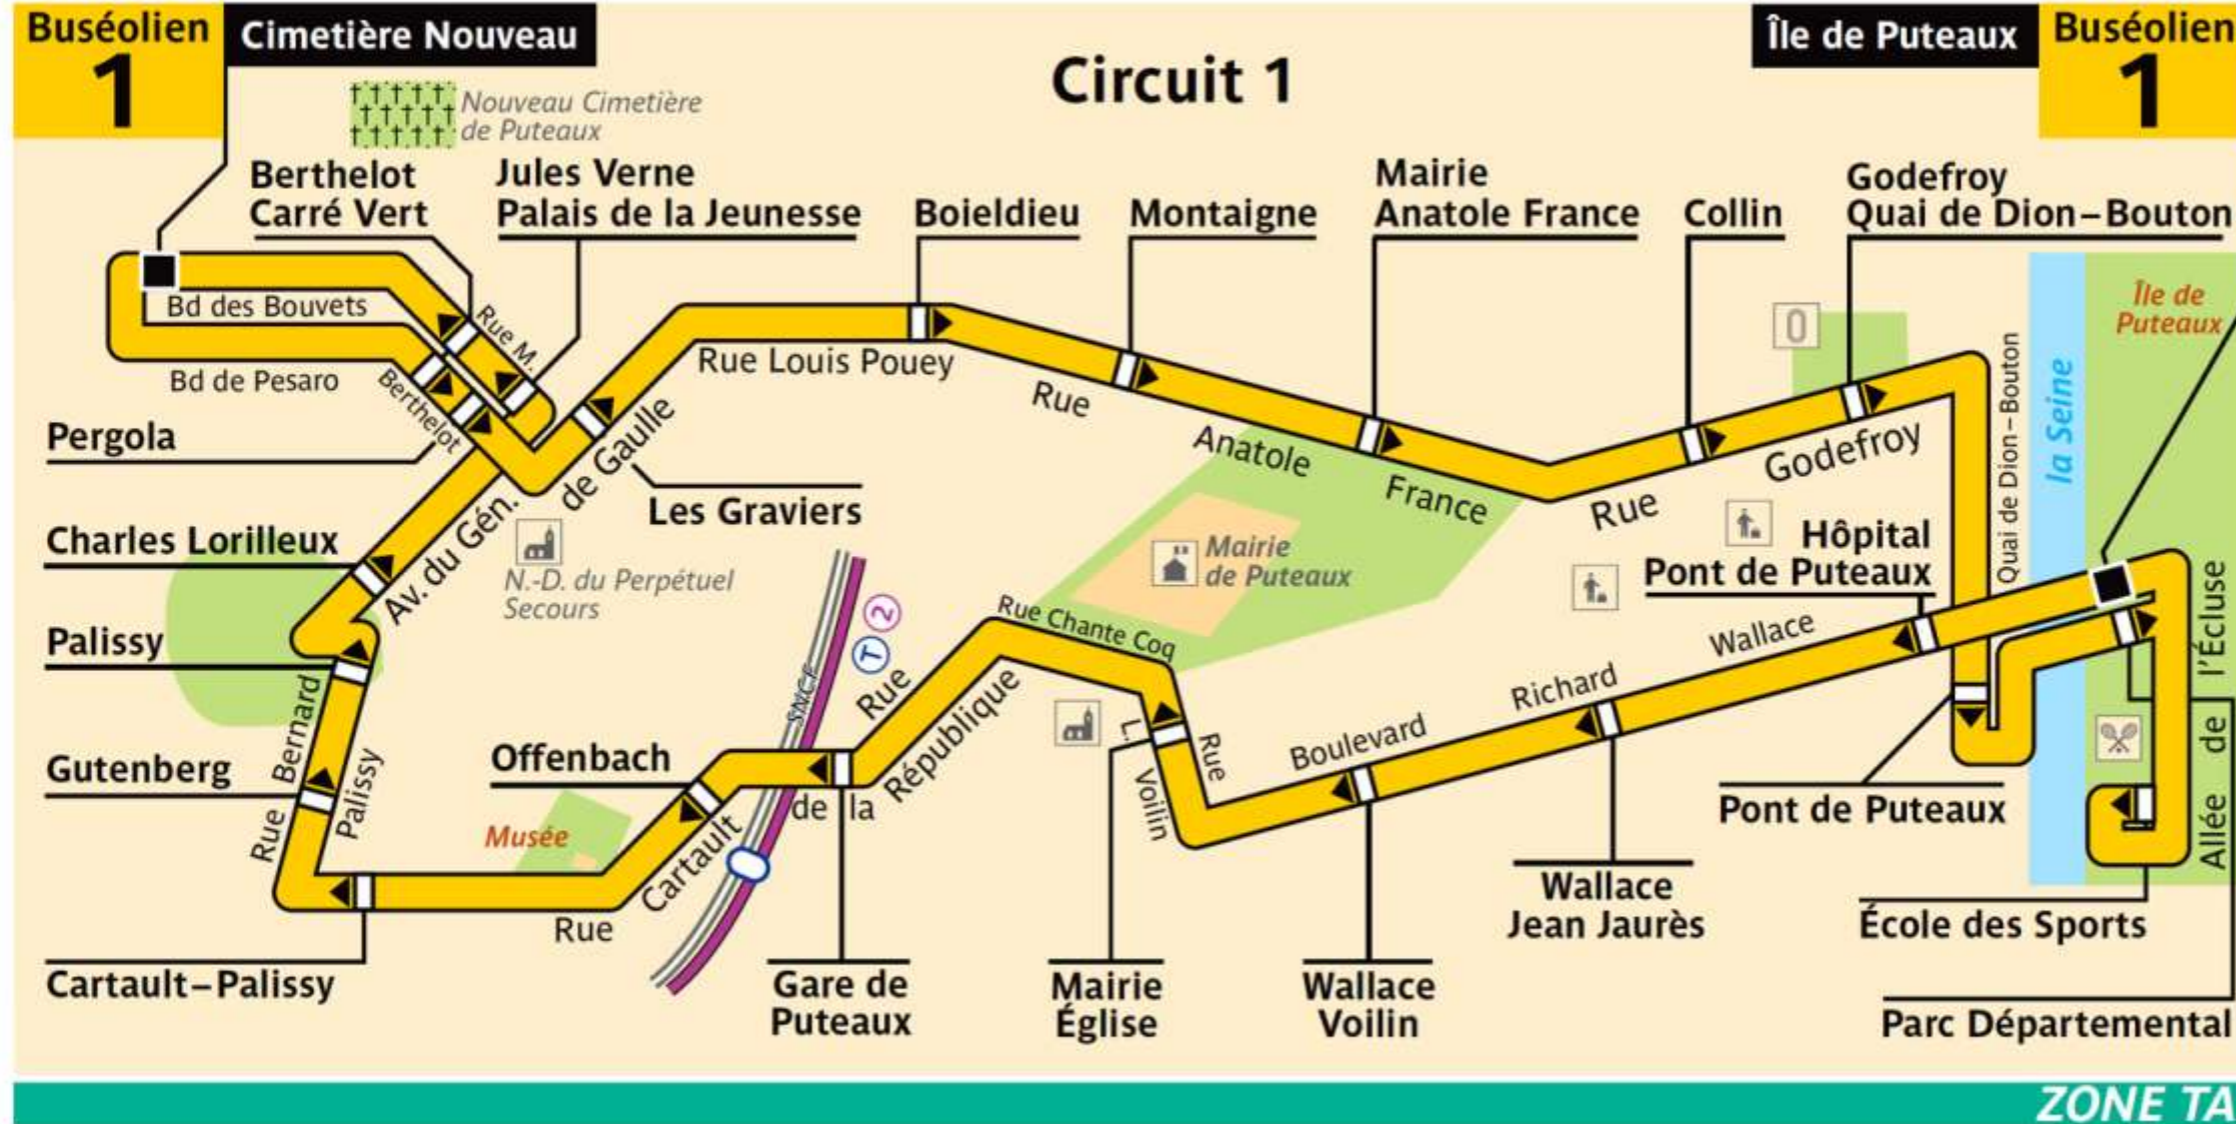 Buséolien
1
Cimetière Nouveau
Circuit 1
Île de Puteaux
Buséolien
1
Nouveau Cimetière
de Puteaux
Berthelot
Carré Vert
Jules Verne
Palais de la Jeunesse
Boieldieu
Montaigne
Mairie
Anatole France
Collin
Godefroy
Quai de Dion–Bouton
Bd des Bouvets
Rue M.
Berthelot
Bd de Pesaro
Rue Louis Pouey
Rue
Anatole
France
Rue
Godefroy
Quai de Dion–Bouton
la Seine
Île de
Puteaux
Pergola
Les Graviers
Av. du Gén.
de Gaulle
Charles Lorilleux
N.-D. du Perpétuel
Secours
Mairie
de Puteaux
Hôpital
Pont de Puteaux
Palissy
SNCF
T
2
Rue
de la
République
Rue Chante Coq
Rue
L.
Voilin
Boulevard
Richard
Wallace
Allée de l'Écluse
Gutenberg
Rue Bernard
Palissy
Offenbach
Musée
Rue
Cartault
Pont de Puteaux
Wallace
Jean Jaurès
École des Sports
Cartault–Palissy
Gare de
Puteaux
Mairie
Église
Wallace
Voilin
Parc Départemental
ZONE TA